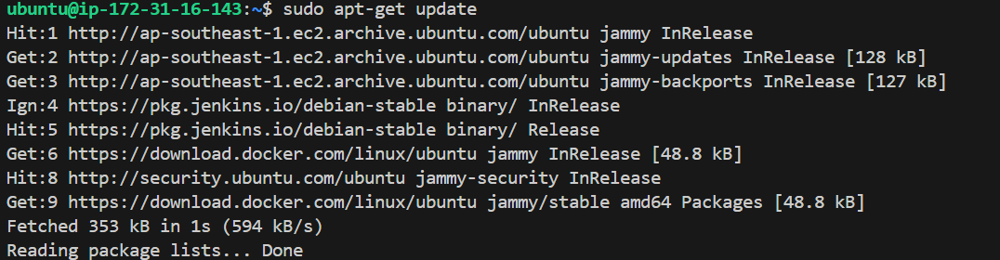 ubuntu@ip-172-31-16-143:~$ sudo apt-get update
Hit:1 http://ap-southeast-1.ec2.archive.ubuntu.com/ubuntu jammy InRelease
Get:2 http://ap-southeast-1.ec2.archive.ubuntu.com/ubuntu jammy-updates InRelease [128 kB]
Get:3 http://ap-southeast-1.ec2.archive.ubuntu.com/ubuntu jammy-backports InRelease [127 kB]
Ign:4 https://pkg.jenkins.io/debian-stable binary/ InRelease
Hit:5 https://pkg.jenkins.io/debian-stable binary/ Release
Get:6 https://download.docker.com/linux/ubuntu jammy InRelease [48.8 kB]
Hit:8 http://security.ubuntu.com/ubuntu jammy-security InRelease
Get:9 https://download.docker.com/linux/ubuntu jammy/stable amd64 Packages [48.8 kB]
Fetched 353 kB in 1s (594 kB/s)
Reading package lists... Done